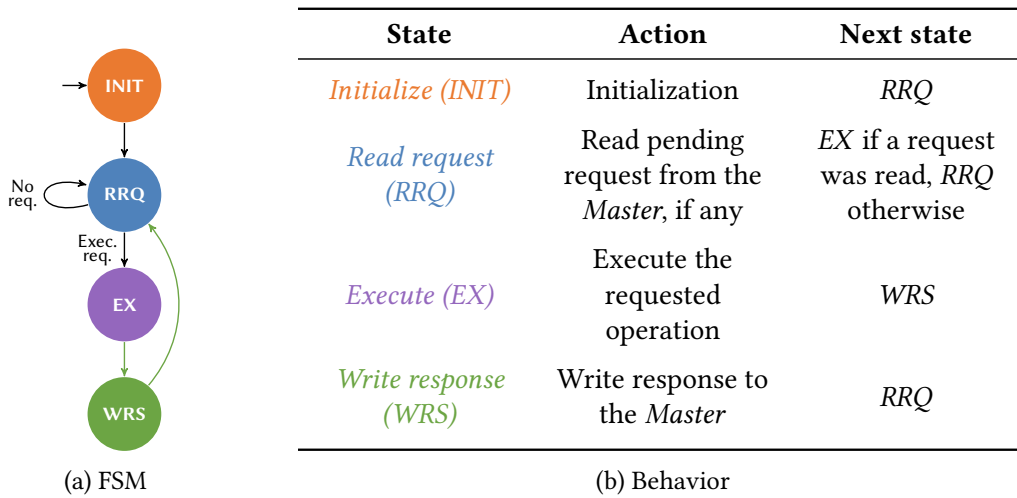 INIT
No
req.
RRQ
Exec.
req.
EX
WRS
(a) FSM
State Action Next state
Initialize (INIT) Initialization RRQ
Read request
(RRQ)
Read pending
request from the
Master, if any
EX if a request
was read, RRQ
otherwise
Execute (EX)
Execute the
requested
operation
WRS
Write response
(WRS)
Write response to
the Master
RRQ
(b) Behavior